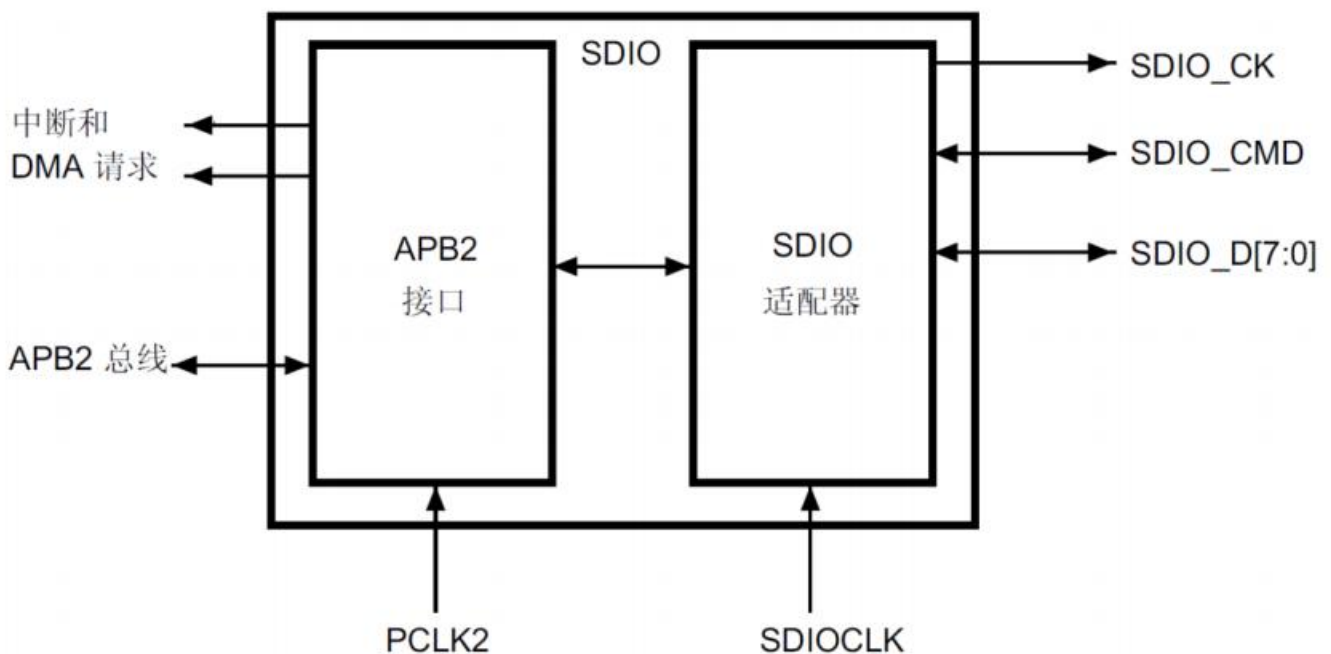 SDIO
中断和
DMA 请求
APB2 总线
APB2
接口
SDIO
适配器
SDIO_CK
SDIO_CMD
SDIO_D[7:0]
PCLK2
SDIOCLK